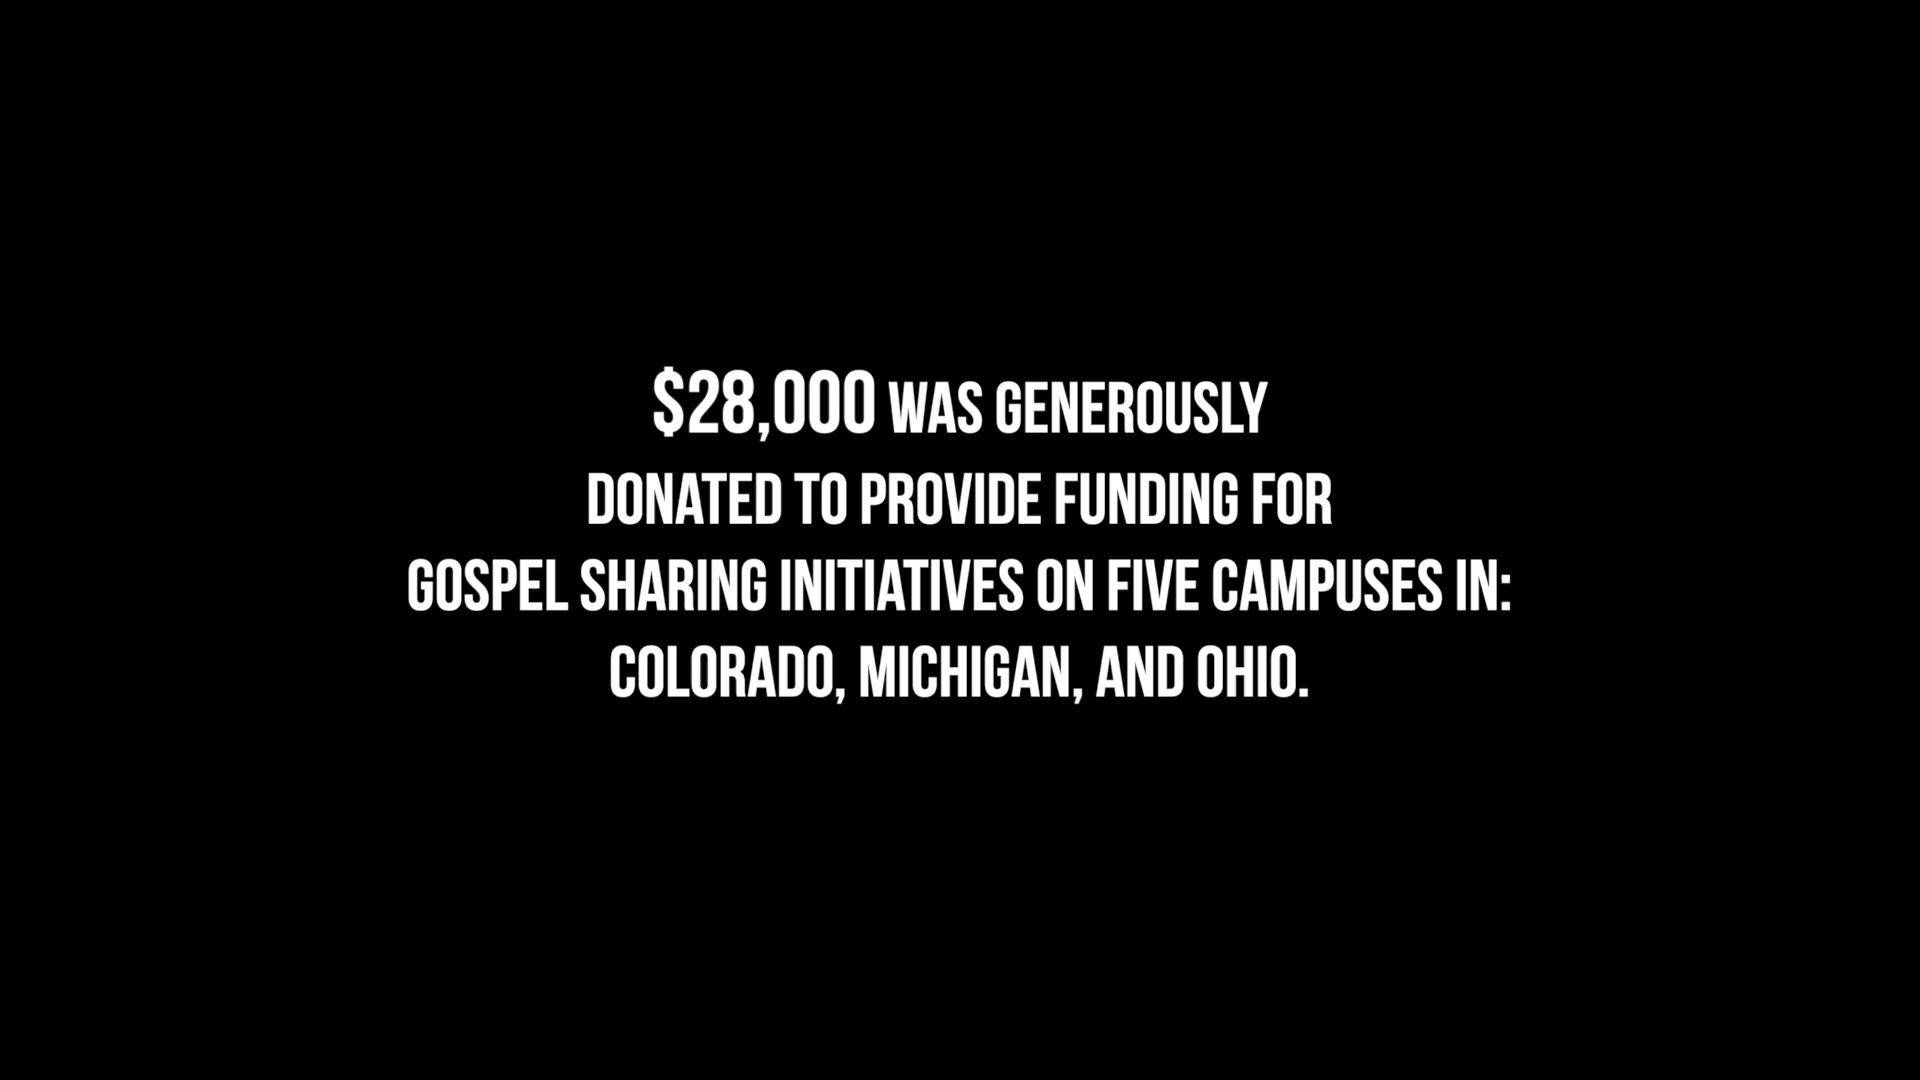 $28,000 WAS GENEROUSLY
DONATED TO PROVIDE FUNDING FOR
GOSPEL SHARING INITIATIVES ON FIVE CAMPUSES IN:
COLORADO, MICHIGAN, AND OHIO.